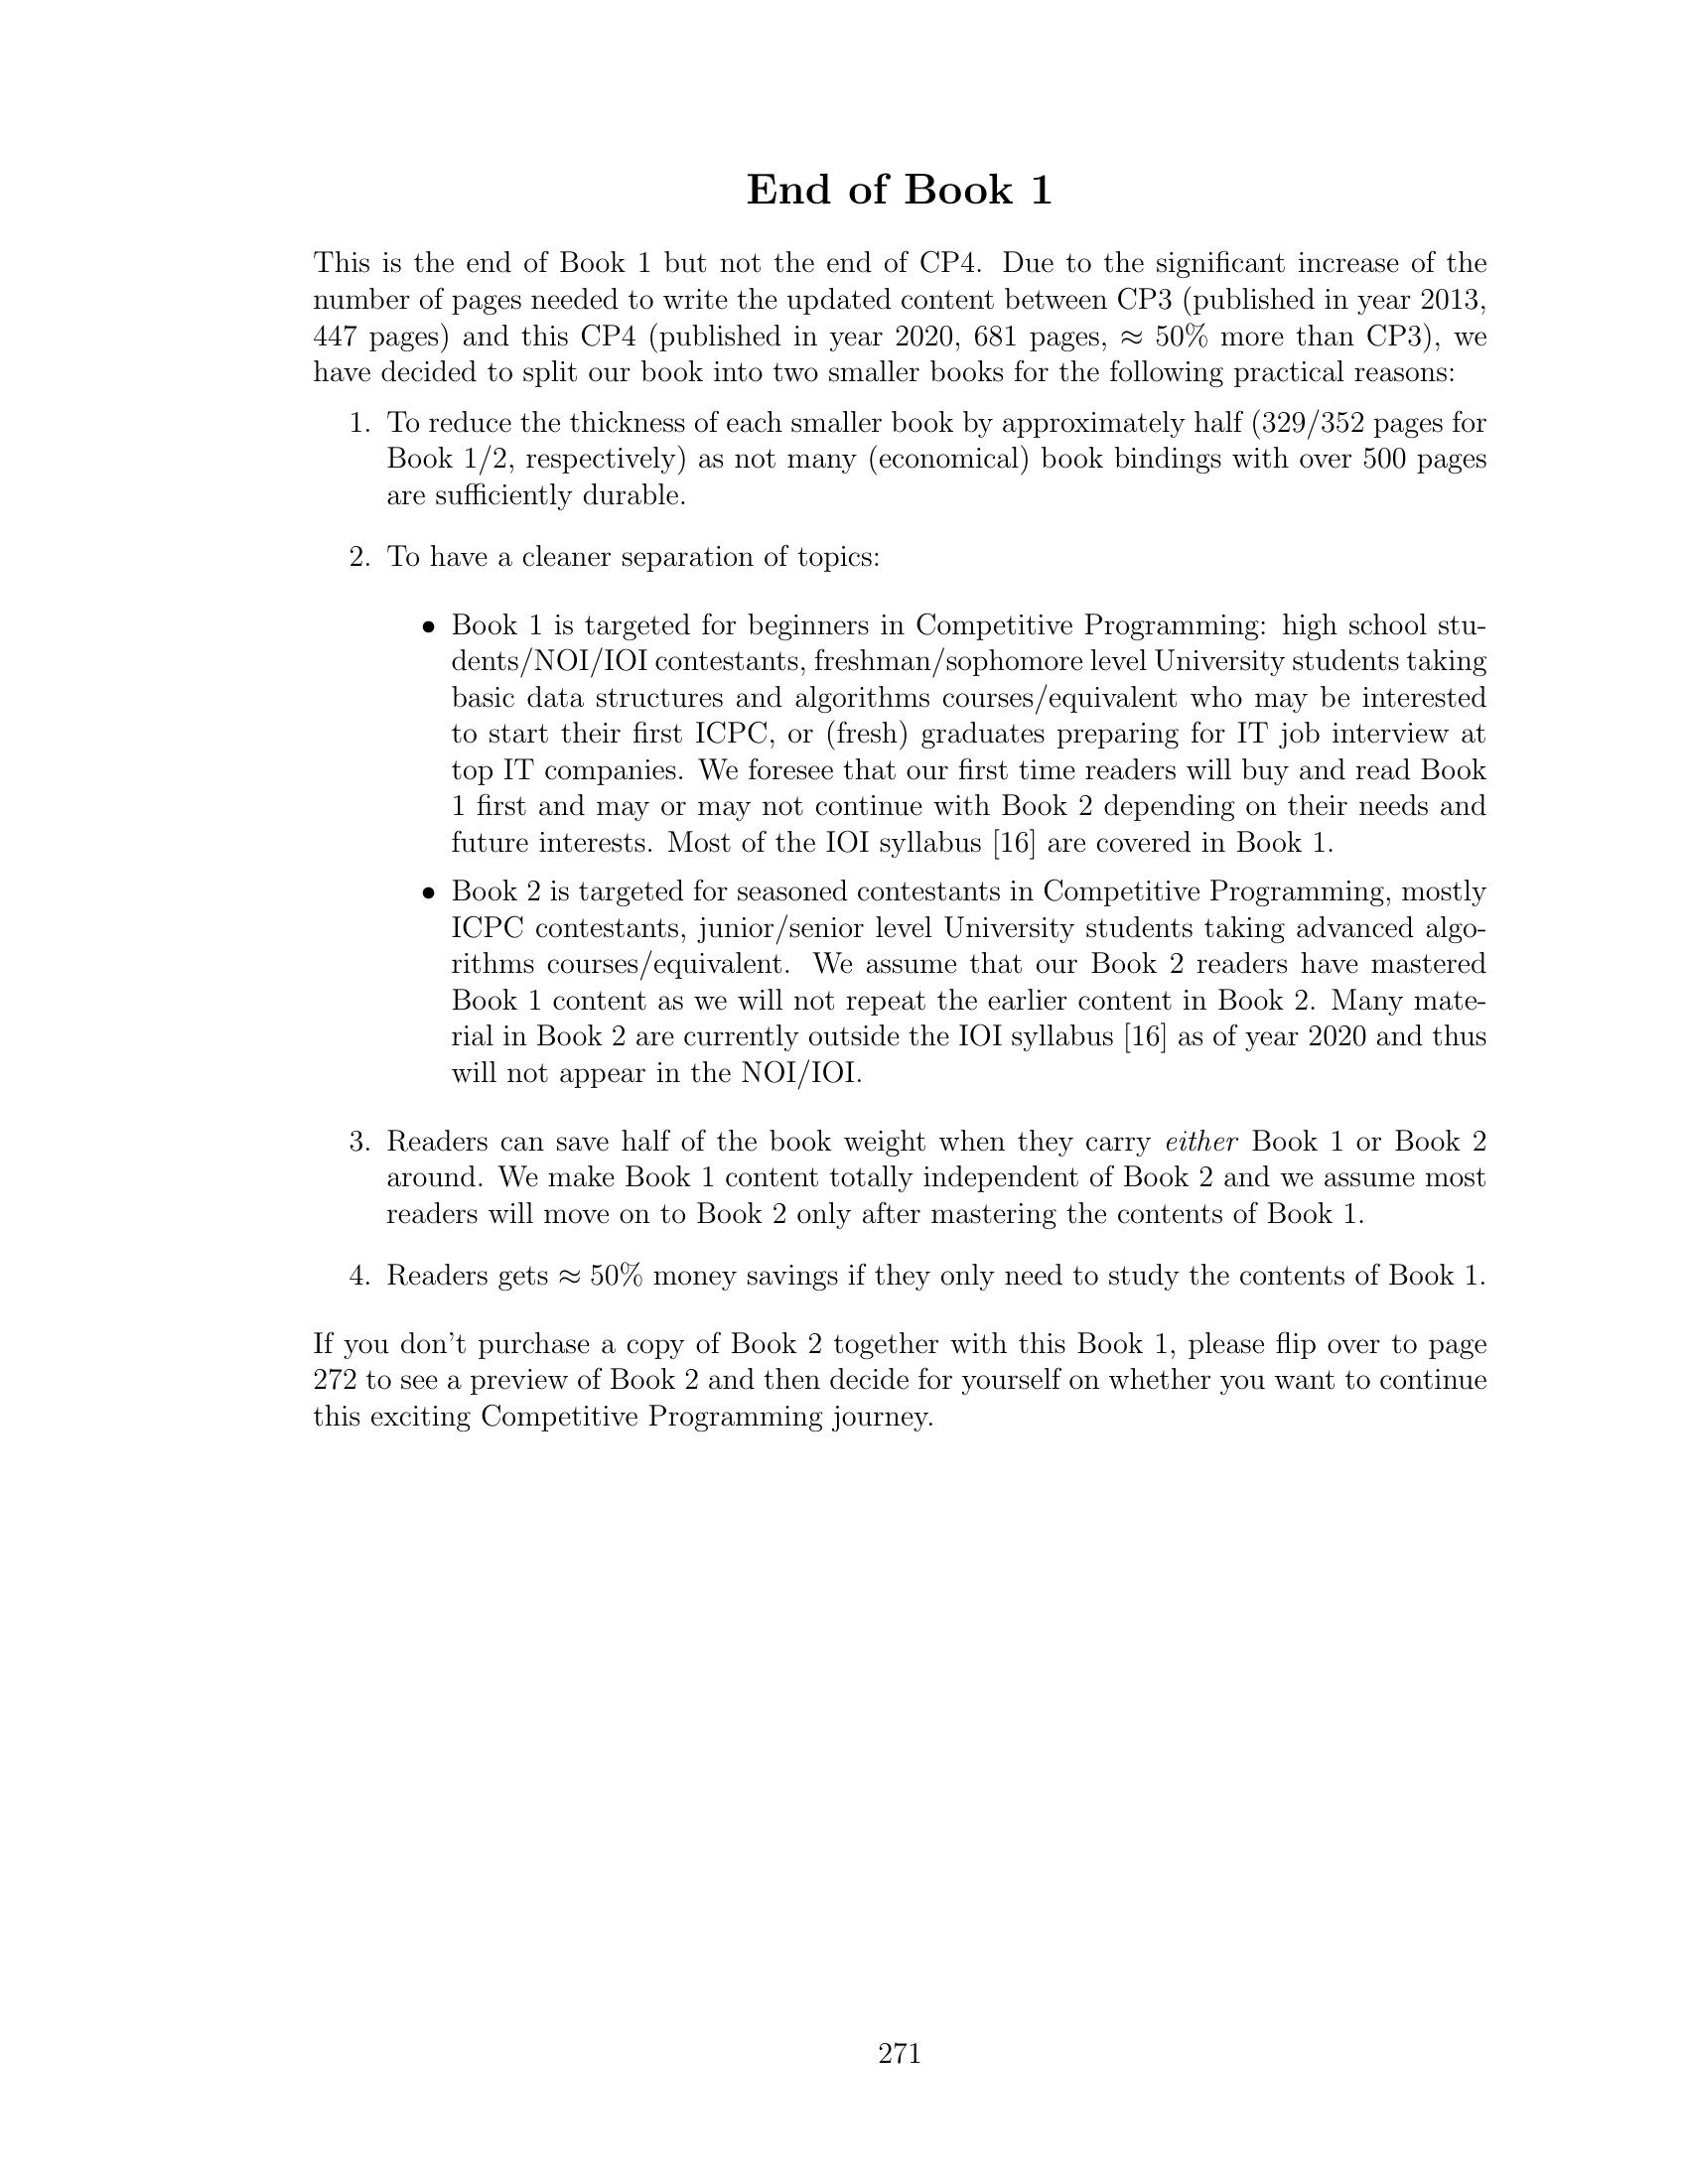 End of Book 1
This is the end of Book 1 but not the end of CP4. Due to the significant increase of the
number of pages needed to write the updated content between CP3 (published in year 2013,
447 pages) and this CP4 (published in year 2020, 681 pages, ≈ 50% more than CP3), we
have decided to split our book into two smaller books for the following practical reasons:
1. To reduce the thickness of each smaller book by approximately half (329/352 pages for
Book 1/2, respectively) as not many (economical) book bindings with over 500 pages
are sufficiently durable.
2. To have a cleaner separation of topics:
• Book 1 is targeted for beginners in Competitive Programming: high school stu-
dents/NOI/IOI contestants, freshman/sophomore level University students taking
basic data structures and algorithms courses/equivalent who may be interested
to start their first ICPC, or (fresh) graduates preparing for IT job interview at
top IT companies. We foresee that our first time readers will buy and read Book
1 first and may or may not continue with Book 2 depending on their needs and
future interests. Most of the IOI syllabus [16] are covered in Book 1.
• Book 2 is targeted for seasoned contestants in Competitive Programming, mostly
ICPC contestants, junior/senior level University students taking advanced algo-
rithms courses/equivalent. We assume that our Book 2 readers have mastered
Book 1 content as we will not repeat the earlier content in Book 2. Many mate-
rial in Book 2 are currently outside the IOI syllabus [16] as of year 2020 and thus
will not appear in the NOI/IOI.
3. Readers can save half of the book weight when they carry either Book 1 or Book 2
around. We make Book 1 content totally independent of Book 2 and we assume most
readers will move on to Book 2 only after mastering the contents of Book 1.
4. Readers gets ≈ 50% money savings if they only need to study the contents of Book 1.
If you don't purchase a copy of Book 2 together with this Book 1, please flip over to page
272 to see a preview of Book 2 and then decide for yourself on whether you want to continue
this exciting Competitive Programming journey.
271